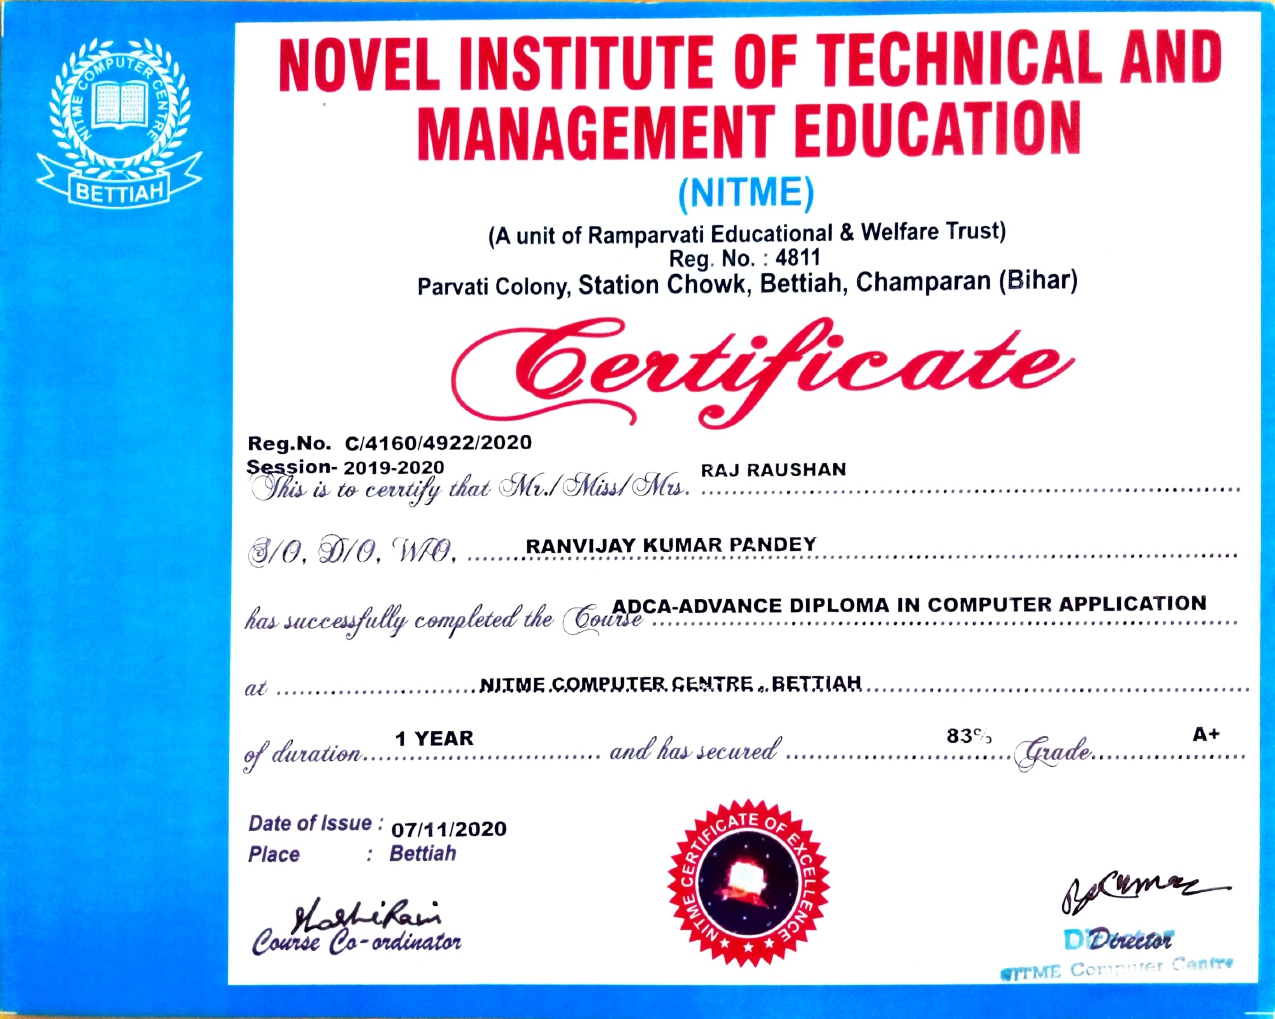 NITME COMPUTER CENTRE
BETTIAH
NOVEL INSTITUTE OF TECHNICAL AND
MANAGEMENT EDUCATION
(NITME)
(A unit of Ramparvati Educational & Welfare Trust)
Reg. No. : 4811
Parvati Colony, Station Chowk, Bettiah, Champaran (Bihar)
Certificate
Reg.No. C/4160/4922/2020
Session- 2019-2020
This is to cerrtify that Mr./Miss/Mrs. RAJ RAUSHAN
S/O, D/O, W/O, RANVIJAY KUMAR PANDEY
has successfully completed the Course ADCA-ADVANCE DIPLOMA IN COMPUTER APPLICATION
at NITME COMPUTER CENTRE , BETTIAH
of duration 1 YEAR and has secured 83% Grade A+
Date of Issue : 07/11/2020
Place : Bettiah
NITME CERTIFICATE OF EXCELLENCE
Course Co-ordinator
Director
Director
NITME Computer Centre